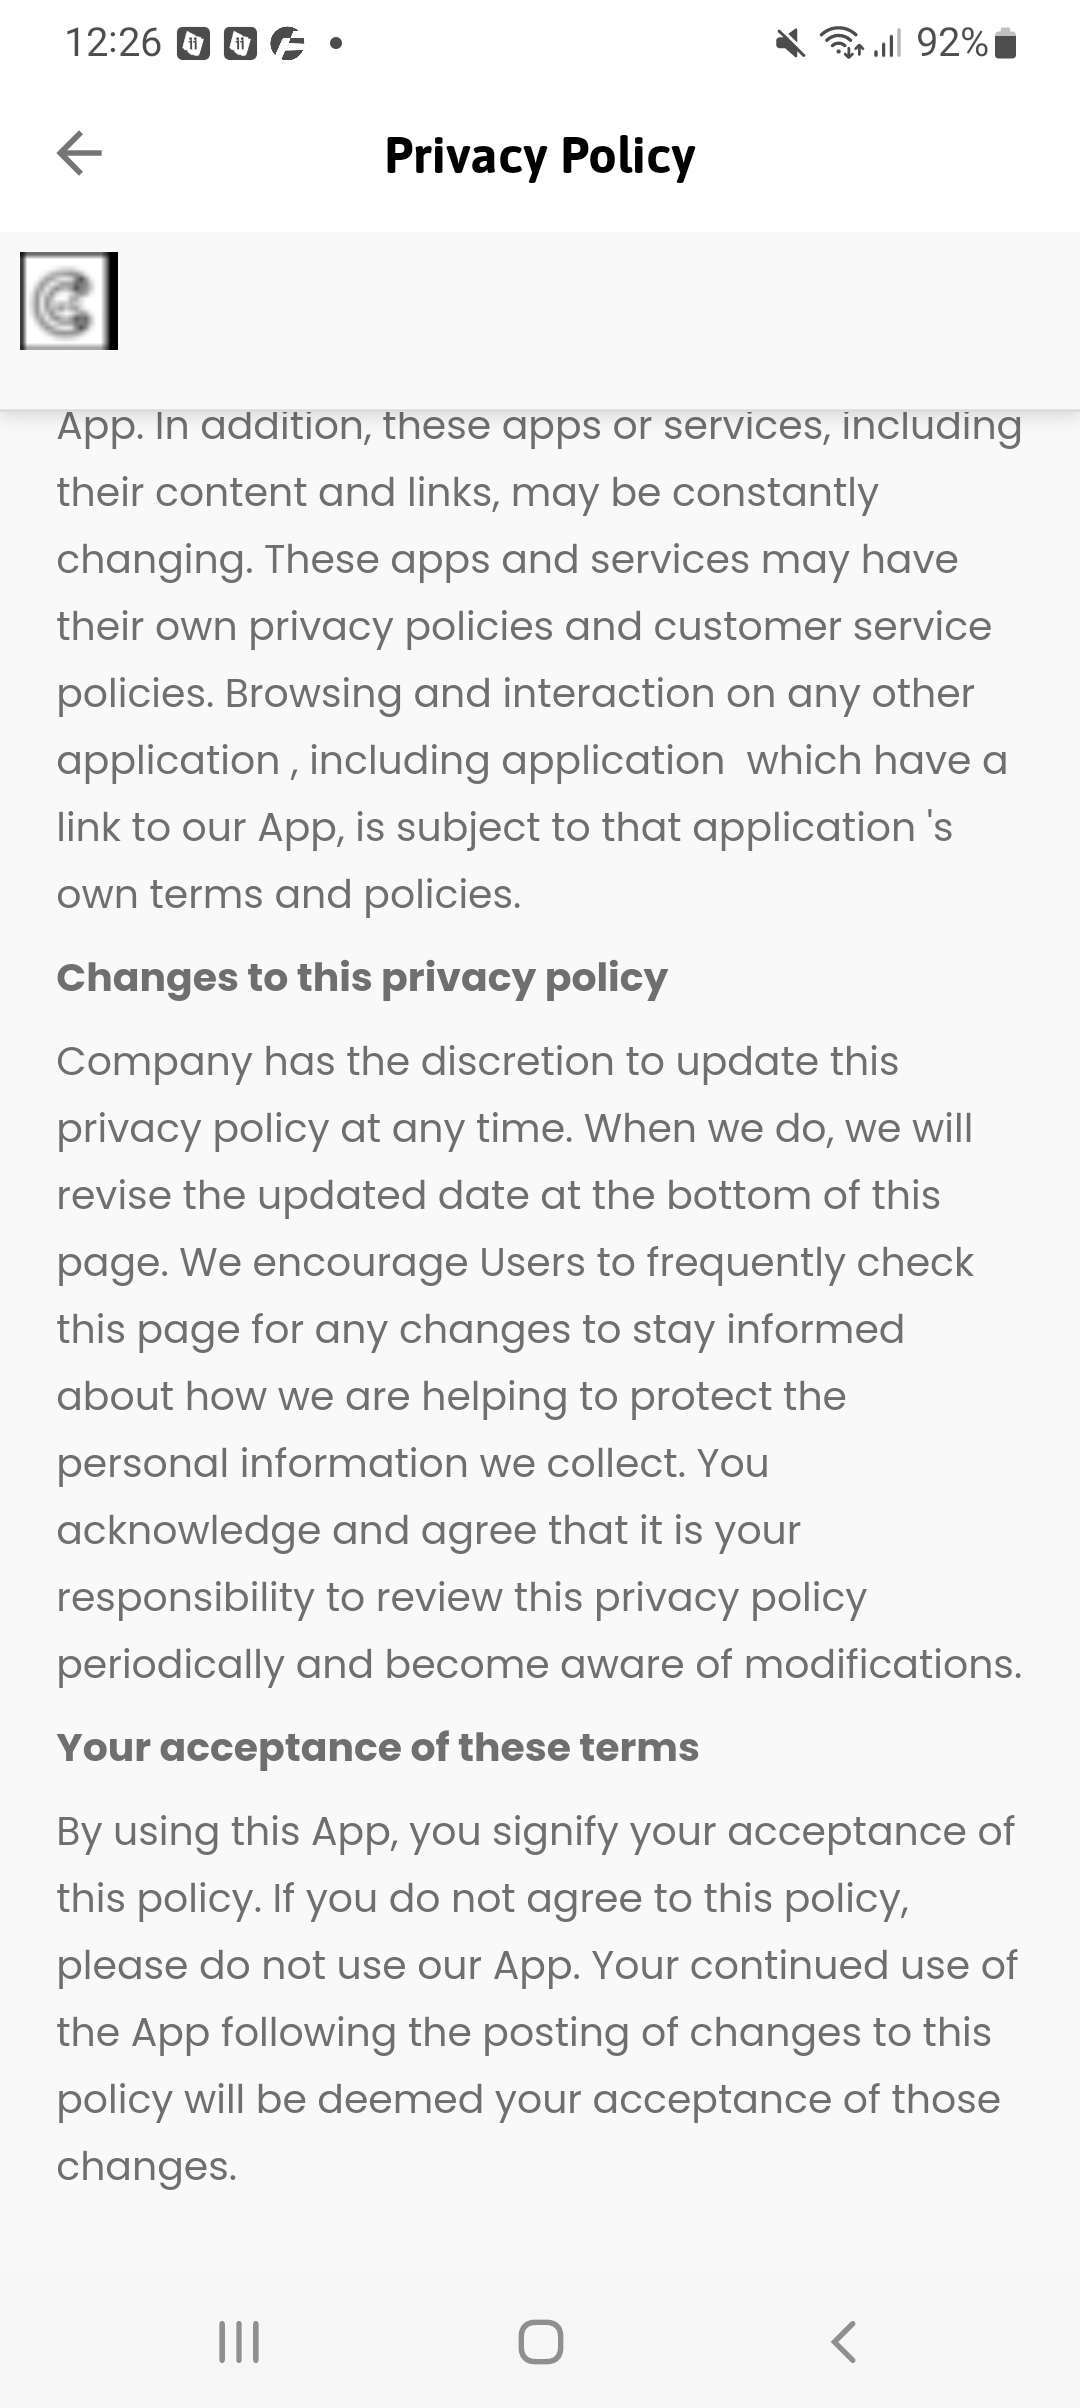 12:26
92%
Privacy Policy
App. In addition, these apps or services, including
their content and links, may be constantly
changing. These apps and services may have
their own privacy policies and customer service
policies. Browsing and interaction on any other
application , including application  which have a
link to our App, is subject to that application 's
own terms and policies.
Changes to this privacy policy
Company has the discretion to update this
privacy policy at any time. When we do, we will
revise the updated date at the bottom of this
page. We encourage Users to frequently check
this page for any changes to stay informed
about how we are helping to protect the
personal information we collect. You
acknowledge and agree that it is your
responsibility to review this privacy policy
periodically and become aware of modifications.
Your acceptance of these terms
By using this App, you signify your acceptance of
this policy. If you do not agree to this policy,
please do not use our App. Your continued use of
the App following the posting of changes to this
policy will be deemed your acceptance of those
changes.